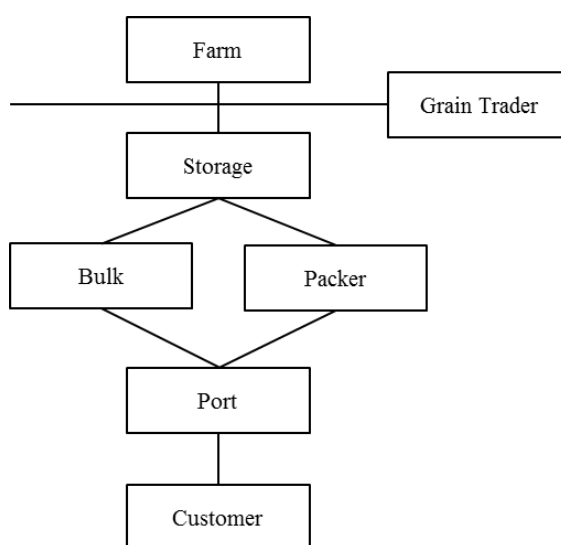 Farm
Grain Trader
Storage
Bulk
Packer
Port
Customer